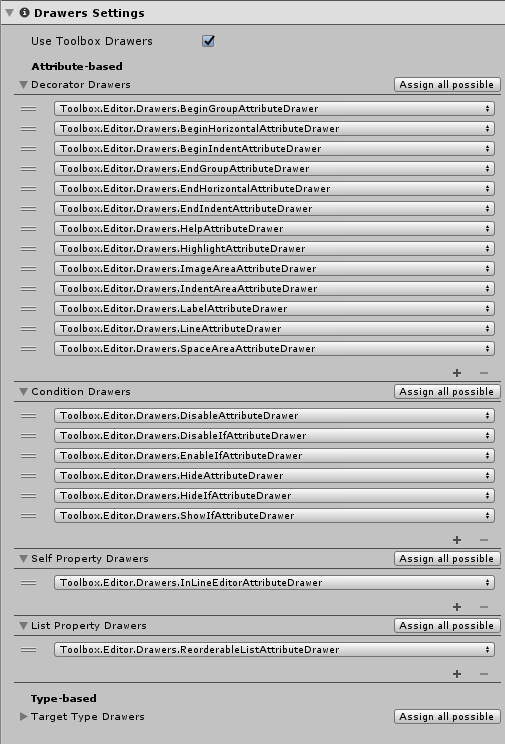 Drawers Settings
Use Toolbox Drawers
Attribute-based
Decorator Drawers Assign all possible
Toolbox.Editor.Drawers.BeginGroupAttributeDrawer
Toolbox.Editor.Drawers.BeginHorizontalAttributeDrawer
Toolbox.Editor.Drawers.BeginIndentAttributeDrawer
Toolbox.Editor.Drawers.EndGroupAttributeDrawer
Toolbox.Editor.Drawers.EndHorizontalAttributeDrawer
Toolbox.Editor.Drawers.EndIndentAttributeDrawer
Toolbox.Editor.Drawers.HelpAttributeDrawer
Toolbox.Editor.Drawers.HighlightAttributeDrawer
Toolbox.Editor.Drawers.ImageAreaAttributeDrawer
Toolbox.Editor.Drawers.IndentAreaAttributeDrawer
Toolbox.Editor.Drawers.LabelAttributeDrawer
Toolbox.Editor.Drawers.LineAttributeDrawer
Toolbox.Editor.Drawers.SpaceAreaAttributeDrawer
+ −
Condition Drawers Assign all possible
Toolbox.Editor.Drawers.DisableAttributeDrawer
Toolbox.Editor.Drawers.DisableIfAttributeDrawer
Toolbox.Editor.Drawers.EnableIfAttributeDrawer
Toolbox.Editor.Drawers.HideAttributeDrawer
Toolbox.Editor.Drawers.HideIfAttributeDrawer
Toolbox.Editor.Drawers.ShowIfAttributeDrawer
+ −
Self Property Drawers Assign all possible
Toolbox.Editor.Drawers.InLineEditorAttributeDrawer
+ −
List Property Drawers Assign all possible
Toolbox.Editor.Drawers.ReorderableListAttributeDrawer
+ −
Type-based
Target Type Drawers Assign all possible